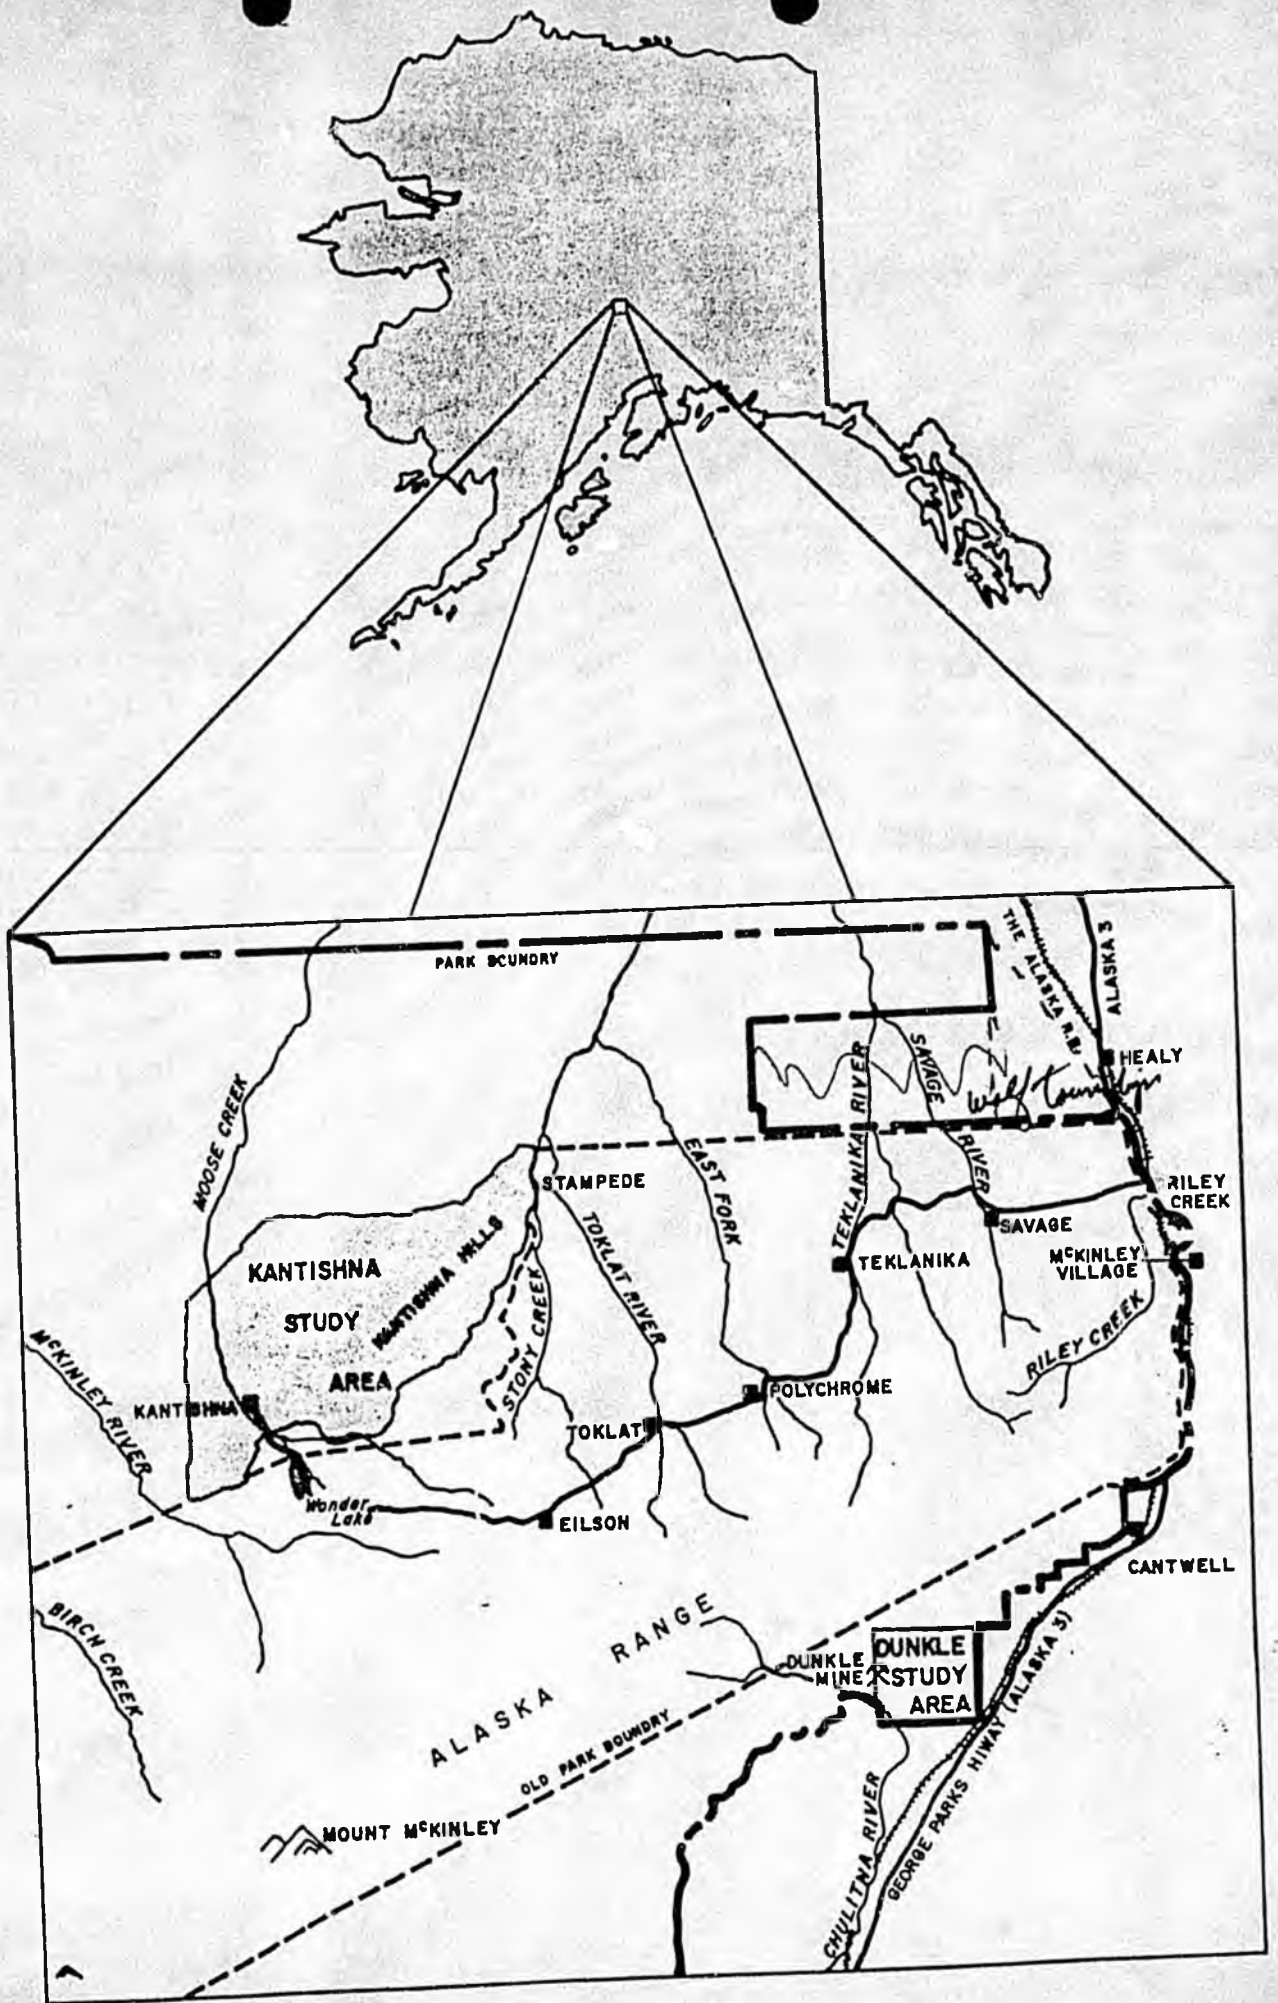 PARK BOUNDRY
THE ALASKA R.R.
ALASKA 3
HEALY
MOOSE CREEK
SAVAGE
RIVER
TEKLANIKA RIVER
wolf townships
EAST FORK
STAMPEDE
RILEY
CREEK
SAVAGE
TOKLAT RIVER
KANTISHNA
STUDY
AREA
KANTISHNA HILLS
TEKLANIKA
McKINLEY
VILLAGE
STONY CREEK
RILEY CREEK
McKINLEY RIVER
KANTISHNA
POLYCHROME
TOKLAT
Wonder
Lake
EILSON
CANTWELL
BIRCH CREEK
ALASKA RANGE
DUNKLE
MINE
DUNKLE
STUDY
AREA
OLD PARK BOUNDRY
GEORGE PARKS HIWAY (ALASKA 3)
MOUNT McKINLEY
CHULITNA RIVER